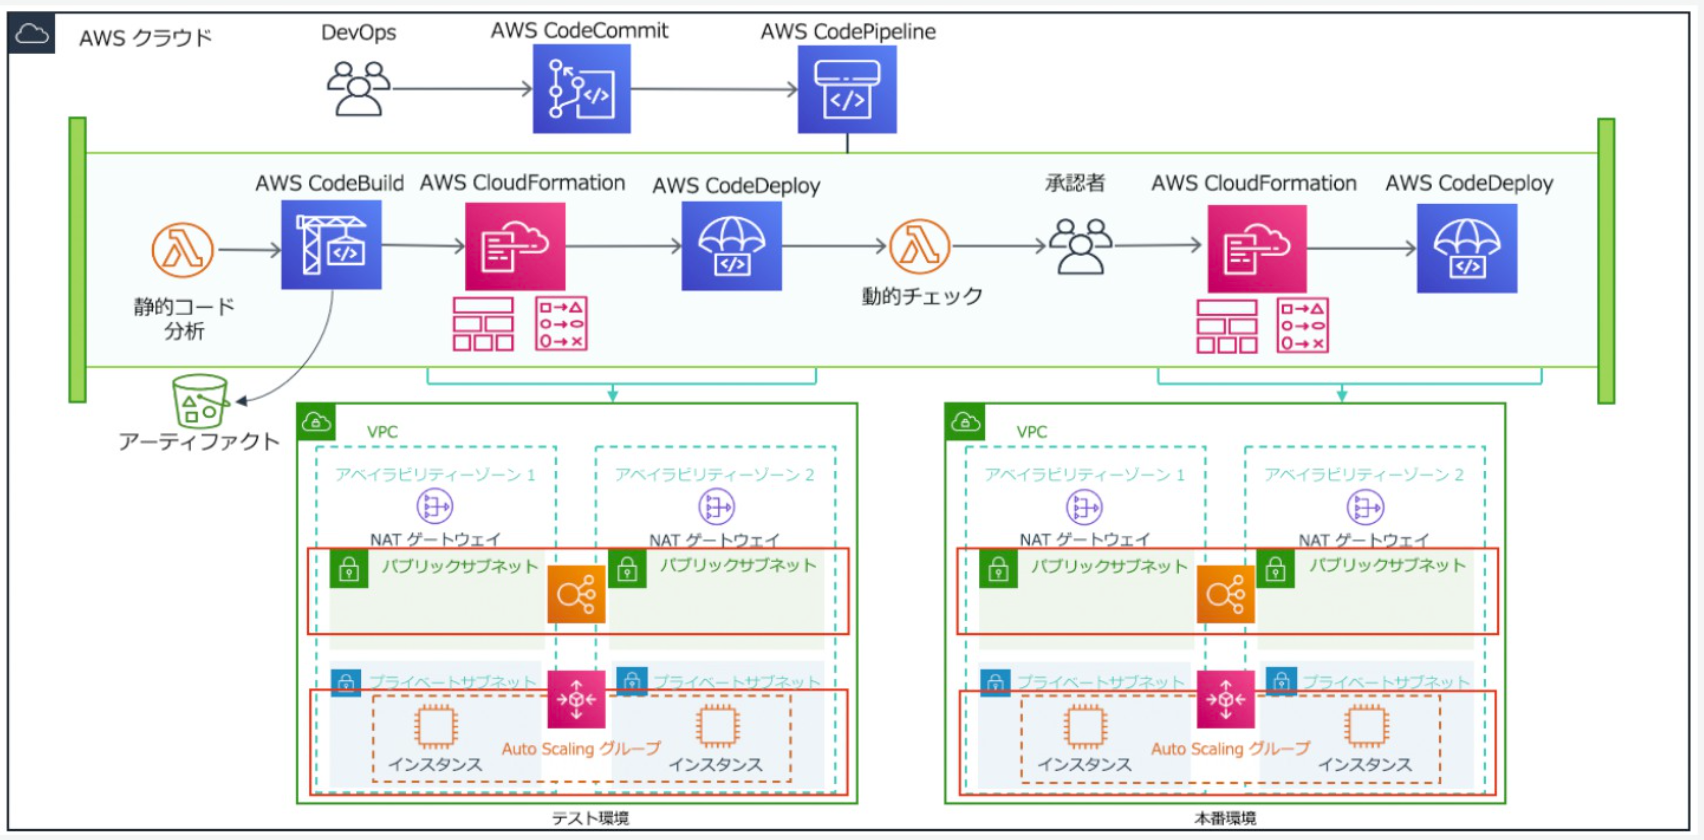 AWS クラウド
DevOps
AWS CodeCommit
AWS CodePipeline
AWS CodeBuild
AWS CloudFormation
AWS CodeDeploy
承認者
AWS CloudFormation
AWS CodeDeploy
静的コード
分析
動的チェック
アーティファクト
VPC
アベイラビリティーゾーン 1
アベイラビリティーゾーン 2
NAT ゲートウェイ
NAT ゲートウェイ
パブリックサブネット
パブリックサブネット
プライベートサブネット
プライベートサブネット
Auto Scaling グループ
インスタンス
インスタンス
テスト環境
VPC
アベイラビリティーゾーン 1
アベイラビリティーゾーン 2
NAT ゲートウェイ
NAT ゲートウェイ
パブリックサブネット
パブリックサブネット
プライベートサブネット
プライベートサブネット
Auto Scaling グループ
インスタンス
インスタンス
本番環境